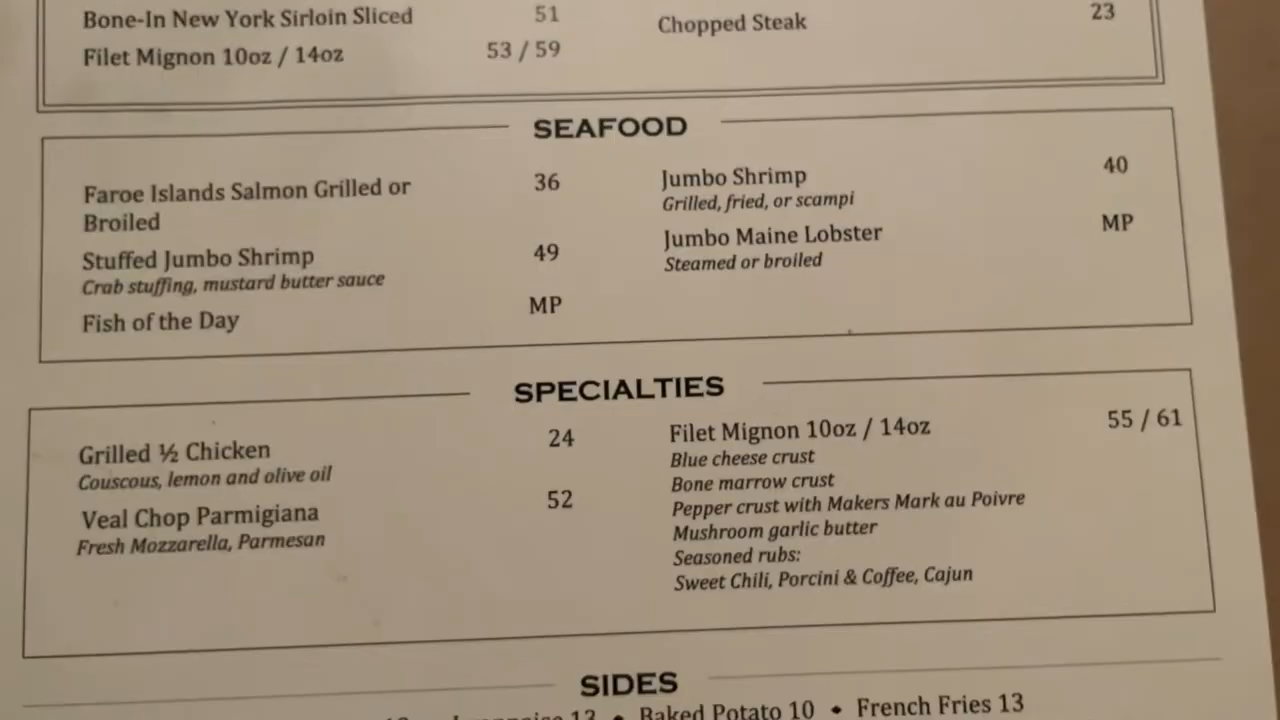 Bone-In New York Sirloin Sliced 51
Filet Mignon 10oz / 14oz 53 / 59
Chopped Steak 23
SEAFOOD
Faroe Islands Salmon Grilled or 36
Broiled
Stuffed Jumbo Shrimp 49
Crab stuffing, mustard butter sauce
Fish of the Day MP
Jumbo Shrimp 40
Grilled, fried, or scampi
Jumbo Maine Lobster MP
Steamed or broiled
SPECIALTIES
Grilled ½ Chicken 24
Couscous, lemon and olive oil
Veal Chop Parmigiana 52
Fresh Mozzarella, Parmesan
Filet Mignon 10oz / 14oz 55 / 61
Blue cheese crust
Bone marrow crust
Pepper crust with Makers Mark au Poivre
Mushroom garlic butter
Seasoned rubs:
Sweet Chili, Porcini & Coffee, Cajun
SIDES
• Baked Potato 10 • French Fries 13